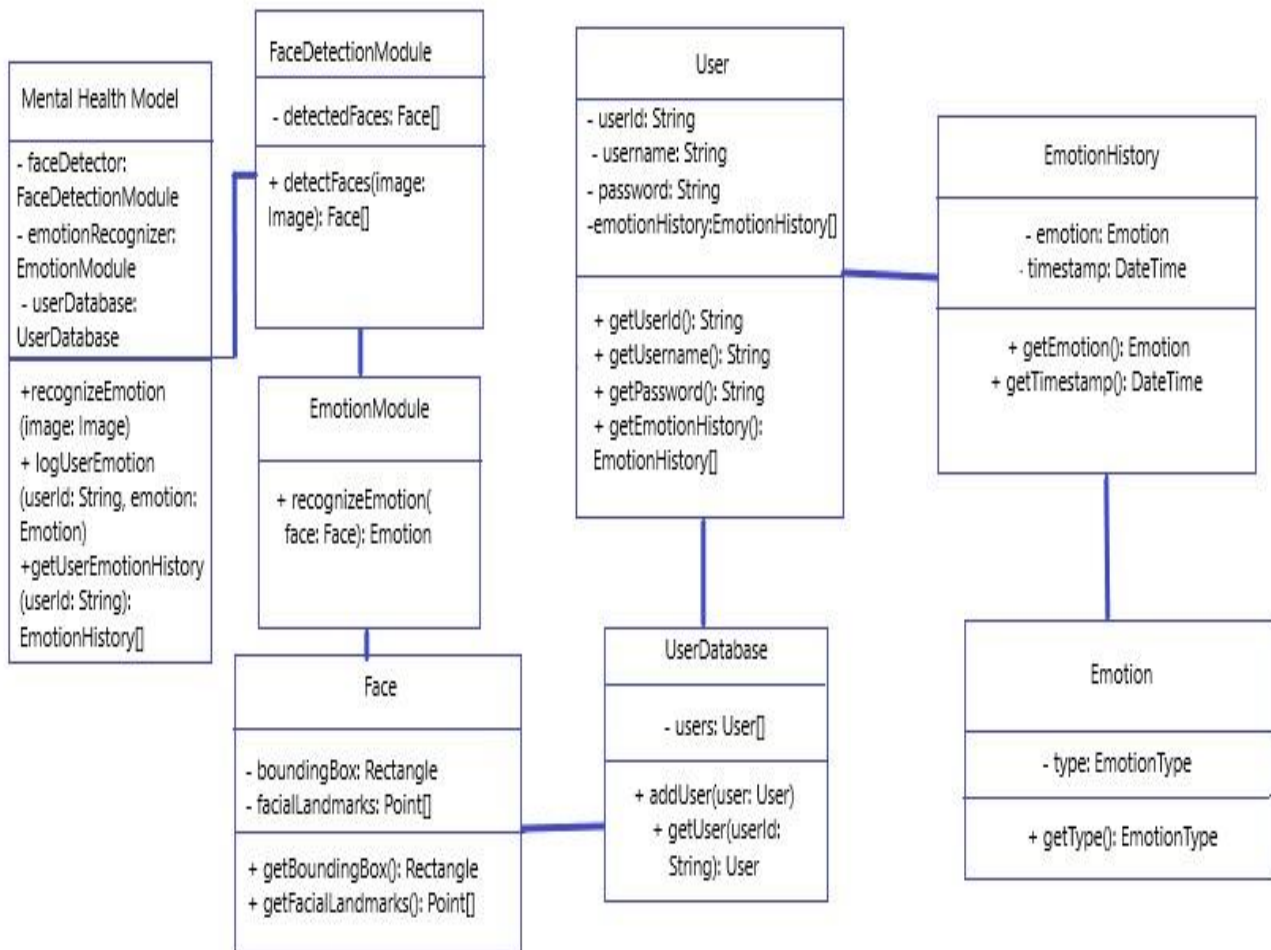 Mental Health Model
- faceDetector:
FaceDetectionModule
- emotionRecognizer:
EmotionModule
- userDatabase:
UserDatabase
+recognizeEmotion
(image: Image)
+ logUserEmotion
(userId: String, emotion:
Emotion)
+getUserEmotionHistory
(userId: String):
EmotionHistory[]
FaceDetectionModule
- detectedFaces: Face[]
+ detectFaces(image:
Image): Face[]
EmotionModule
+ recognizeEmotion(
face: Face): Emotion
Face
- boundingBox: Rectangle
- facialLandmarks: Point[]
+ getBoundingBox(): Rectangle
+ getFacialLandmarks(): Point[]
User
- userId: String
- username: String
- password: String
-emotionHistory:EmotionHistory[]
+ getUserId(): String
+ getUsername(): String
+ getPassword(): String
+ getEmotionHistory():
EmotionHistory[]
UserDatabase
- users: User[]
+ addUser(user: User)
+ getUser(userId:
String): User
EmotionHistory
- emotion: Emotion
- timestamp: DateTime
+ getEmotion(): Emotion
+ getTimestamp(): DateTime
Emotion
- type: EmotionType
+ getType(): EmotionType